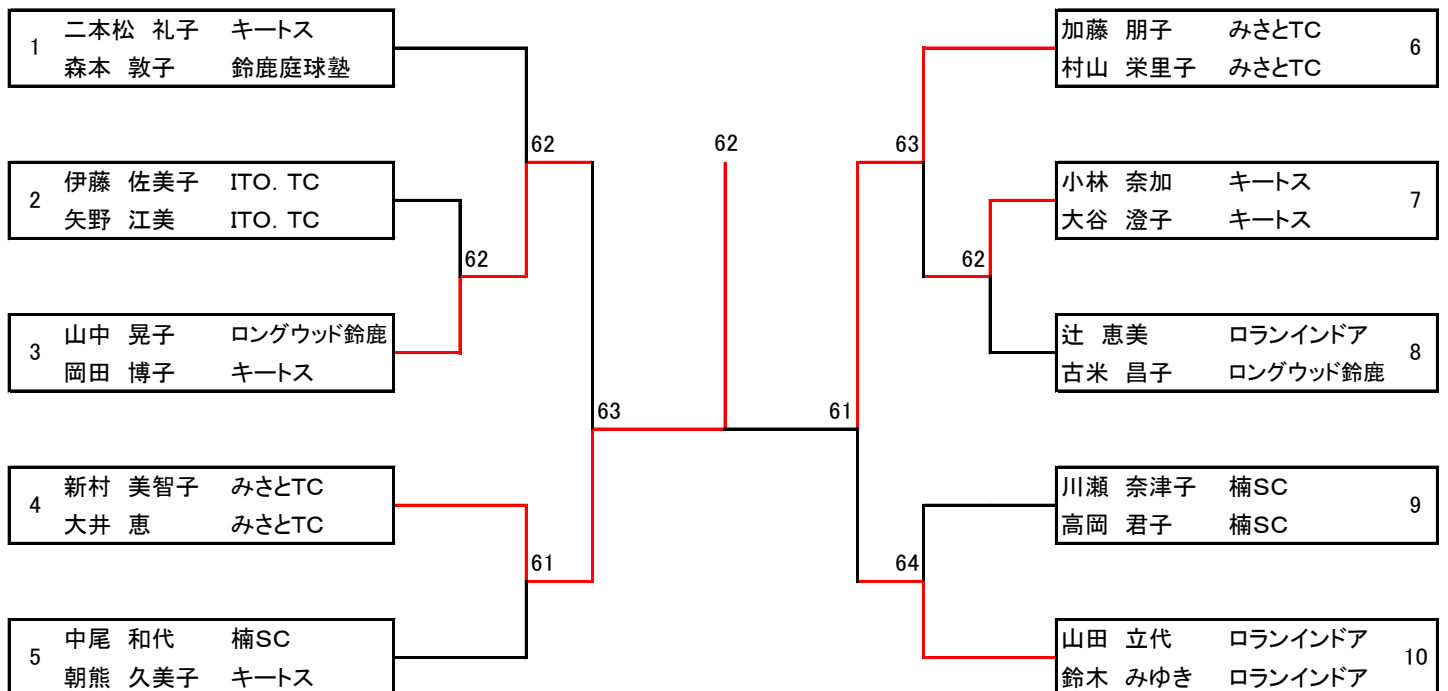 1
二本松 礼子 キートス
森本 敦子 鈴鹿庭球塾
2
伊藤 佐美子 ITO. TC
矢野 江美 ITO. TC
3
山中 晃子 ロングウッド鈴鹿
岡田 博子 キートス
4
新村 美智子 みさとTC
大井 恵 みさとTC
5
中尾 和代 楠SC
朝熊 久美子 キートス
62
62
63
61
62
63
62
61
64
加藤 朋子 みさとTC
村山 栄里子 みさとTC
6
小林 奈加 キートス
大谷 澄子 キートス
7
辻 恵美 ロランインドア
古米 昌子 ロングウッド鈴鹿
8
川瀬 奈津子 楠SC
高岡 君子 楠SC
9
山田 立代 ロランインドア
鈴木 みゆき ロランインドア
10